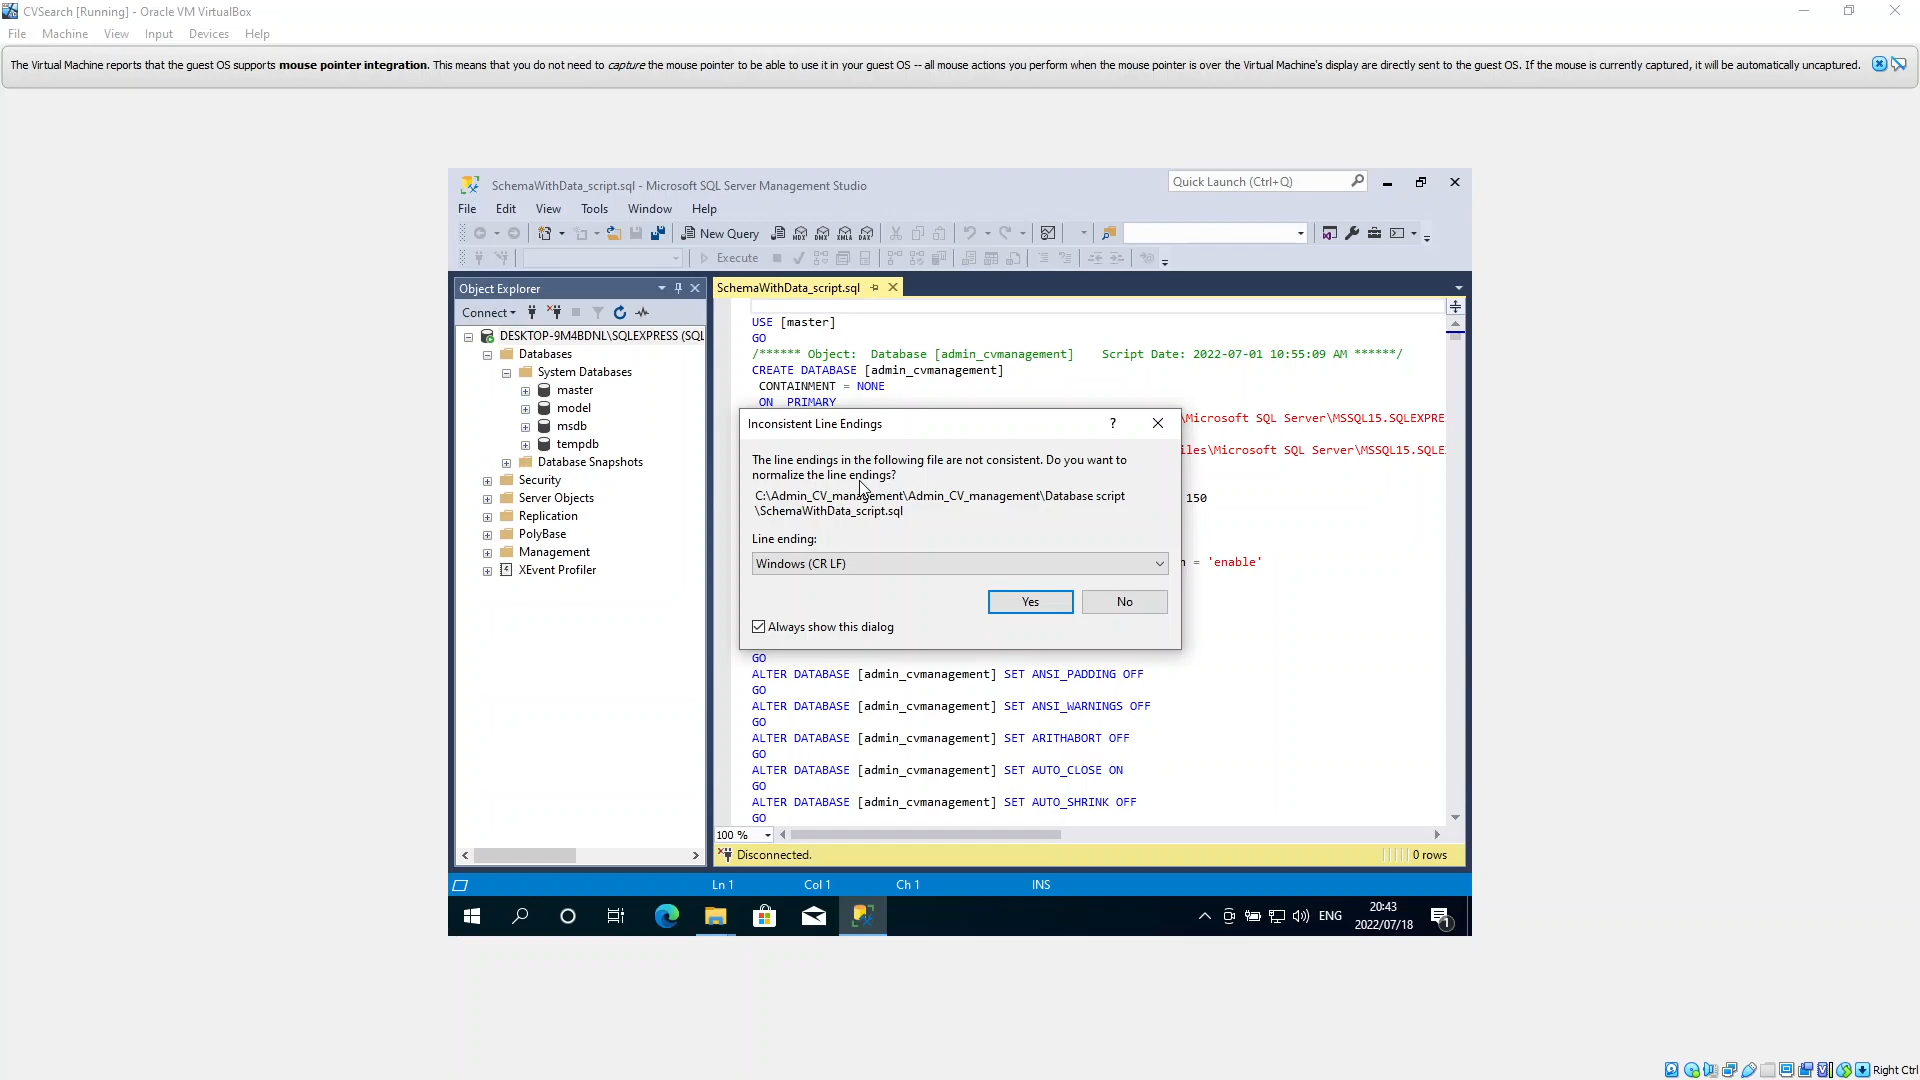 CVSearch [Running] - Oracle VM VirtualBox
File Machine View Input Devices Help
The Virtual Machine reports that the guest OS supports mouse pointer integration. This means that you do not need to capture the mouse pointer to be able to use it in your guest OS -- all mouse actions you perform when the mouse pointer is over the Virtual Machine's display are directly sent to the guest OS. If the mouse is currently captured, it will be automatically uncaptured.
SchemaWithData_script.sql - Microsoft SQL Server Management Studio
Quick Launch (Ctrl+Q)
File Edit View Tools Window Help
New Query
MDX DMX XMLA DAX
Execute
Object Explorer
Connect
DESKTOP-9M4BDNL\SQLEXPRESS (SQL
Databases
System Databases
master
model
msdb
tempdb
Database Snapshots
Security
Server Objects
Replication
PolyBase
Management
XEvent Profiler
SchemaWithData_script.sql
USE [master]
GO
/****** Object:  Database [admin_cvmanagement]    Script Date: 2022-07-01 10:55:09 AM ******/
CREATE DATABASE [admin_cvmanagement]
CONTAINMENT = NONE
ON  PRIMARY
\Microsoft SQL Server\MSSQL15.SQLEXPRE
iles\Microsoft SQL Server\MSSQL15.SQLE
150
= 'enable'
Inconsistent Line Endings
?
The line endings in the following file are not consistent. Do you want to
normalize the line endings?
C:\Admin_CV_management\Admin_CV_management\Database script
\SchemaWithData_script.sql
Line ending:
Windows (CR LF)
Yes No
Always show this dialog
GO
ALTER DATABASE [admin_cvmanagement] SET ANSI_PADDING OFF
GO
ALTER DATABASE [admin_cvmanagement] SET ANSI_WARNINGS OFF
GO
ALTER DATABASE [admin_cvmanagement] SET ARITHABORT OFF
GO
ALTER DATABASE [admin_cvmanagement] SET AUTO_CLOSE ON
GO
ALTER DATABASE [admin_cvmanagement] SET AUTO_SHRINK OFF
GO
100 %
Disconnected.
0 rows
Ln 1 Col 1 Ch 1 INS
ENG
20:43
2022/07/18
1
Right Ctrl